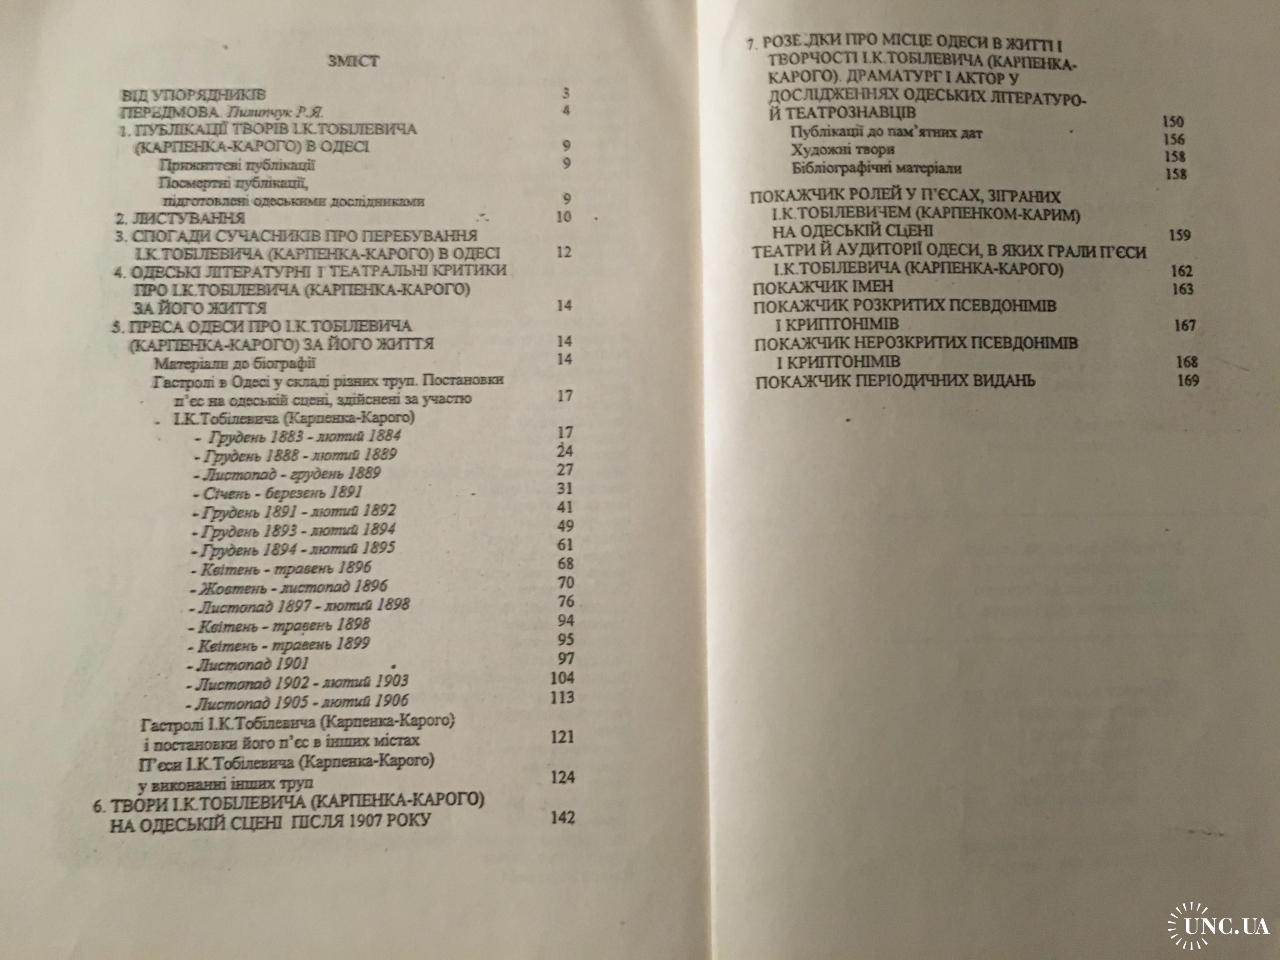 ЗМІСТ
ВІД УПОРЯДНИКІВ 3
ПЕРЕДМОВА. Пилипчук Р.Я. 4
1. ПУБЛІКАЦІЇ ТВОРІВ І.К.ТОБІЛЕВИЧА
(КАРПЕНКА-КАРОГО) В ОДЕСІ 9
Прижиттєві публікації 9
Посмертні публікації,
підготовлені одеськими дослідниками 9
2. ЛИСТУВАННЯ 10
3. СПОГАДИ СУЧАСНИКІВ ПРО ПЕРЕБУВАННЯ
І.К.ТОБІЛЕВИЧА (КАРПЕНКА-КАРОГО) В ОДЕСІ 12
4. ОДЕСЬКІ ЛІТЕРАТУРНІ І ТЕАТРАЛЬНІ КРИТИКИ
ПРО І.К.ТОБІЛЕВИЧА (КАРПЕНКА-КАРОГО)
ЗА ЙОГО ЖИТТЯ 14
5. ПРЕСА ОДЕСИ ПРО І.К.ТОБІЛЕВИЧА
(КАРПЕНКА-КАРОГО) ЗА ЙОГО ЖИТТЯ 14
Матеріали до біографії 14
Гастролі в Одесі у складі різних труп. Постановки
п'єс на одеській сцені, здійснені за участю 17
І.К.Тобілевича (Карпенка-Карого)
- Грудень 1883 - лютий 1884 17
- Грудень 1888 - лютий 1889 24
- Листопад - грудень 1889 27
- Січень - березень 1891 31
- Грудень 1891 - лютий 1892 41
- Грудень 1893 - лютий 1894 49
- Грудень 1894 - лютий 1895 61
- Квітень - травень 1896 68
- Жовтень - листопад 1896 70
- Листопад 1897 - лютий 1898 76
- Квітень - травень 1898 94
- Квітень - травень 1899 95
- Листопад 1901 97
- Листопад 1902 - лютий 1903 104
- Листопад 1905 - лютий 1906 113
Гастролі І.К.Тобілевича (Карпенка-Карого)
і постановки його п'єс в інших містах 121
П'єси І.К.Тобілевича (Карпенка-Карого)
у виконанні інших труп 124
6. ТВОРИ І.К.ТОБІЛЕВИЧА (КАРПЕНКА-КАРОГО)
НА ОДЕСЬКІЙ СЦЕНІ ПІСЛЯ 1907 РОКУ 142
7. РОЗВІДКИ ПРО МІСЦЕ ОДЕСИ В ЖИТТІ І
ТВОРЧОСТІ І.К.ТОБІЛЕВИЧА (КАРПЕНКА-
КАРОГО). ДРАМАТУРГ І АКТОР У
ДОСЛІДЖЕННЯХ ОДЕСЬКИХ ЛІТЕРАТУРО-
Й ТЕАТРОЗНАВЦІВ 150
Публікації до пам'ятних дат 156
Художні твори 158
Бібліографічні матеріали 158
ПОКАЖЧИК РОЛЕЙ У П'ЄСАХ, ЗІГРАНИХ
І.К.ТОБІЛЕВИЧЕМ (КАРПЕНКОМ-КАРИМ)
НА ОДЕСЬКІЙ СЦЕНІ 159
ТЕАТРИ Й АУДИТОРІЇ ОДЕСИ, В ЯКИХ ГРАЛИ П'ЄСИ
І.К.ТОБІЛЕВИЧА (КАРПЕНКА-КАРОГО) 162
ПОКАЖЧИК ІМЕН 163
ПОКАЖЧИК РОЗКРИТИХ ПСЕВДОНІМІВ
І КРИПТОНІМІВ 167
ПОКАЖЧИК НЕРОЗКРИТИХ ПСЕВДОНІМІВ
І КРИПТОНІМІВ 168
ПОКАЖЧИК ПЕРІОДИЧНИХ ВИДАНЬ 169
UNC.UA